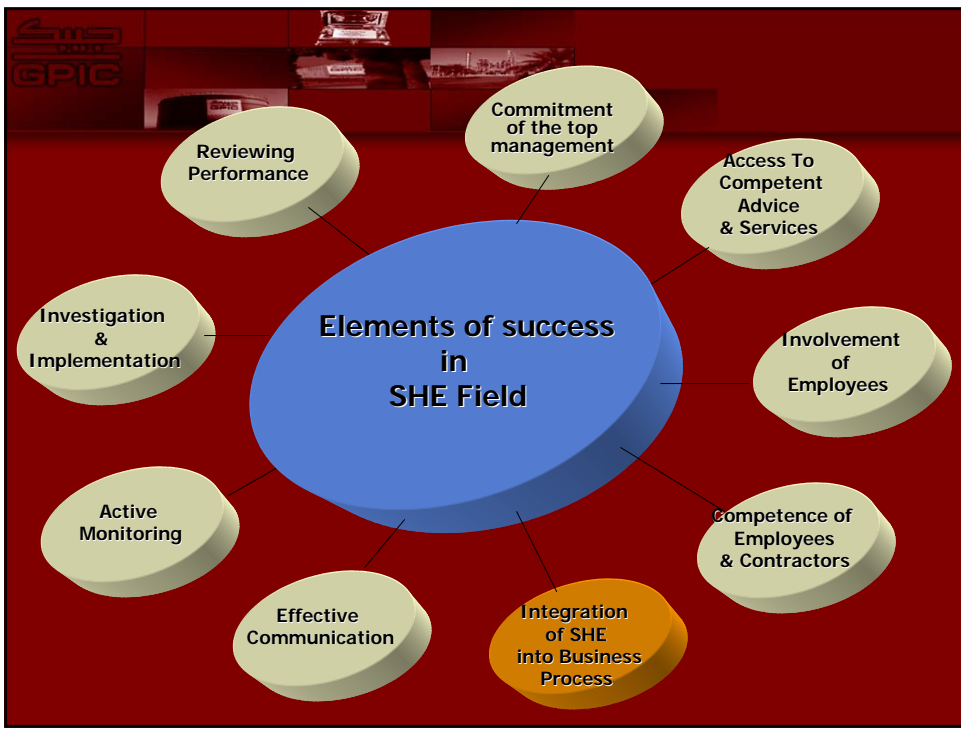 جيبك
GPIC
Commitment
of the top
management
Reviewing
Performance
Access To
Competent
Advice
& Services
Investigation
&
Implementation
Elements of success
in
SHE Field
Involvement
of
Employees
Active
Monitoring
Competence of
Employees
& Contractors
Effective
Communication
Integration
of SHE
into Business
Process